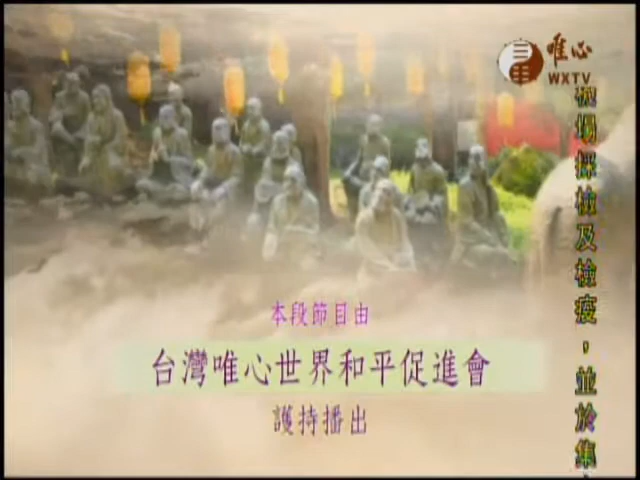 唯心
WXTV
機場採檢及檢疫，並於集
本段節目由
台灣唯心世界和平促進會
護持播出